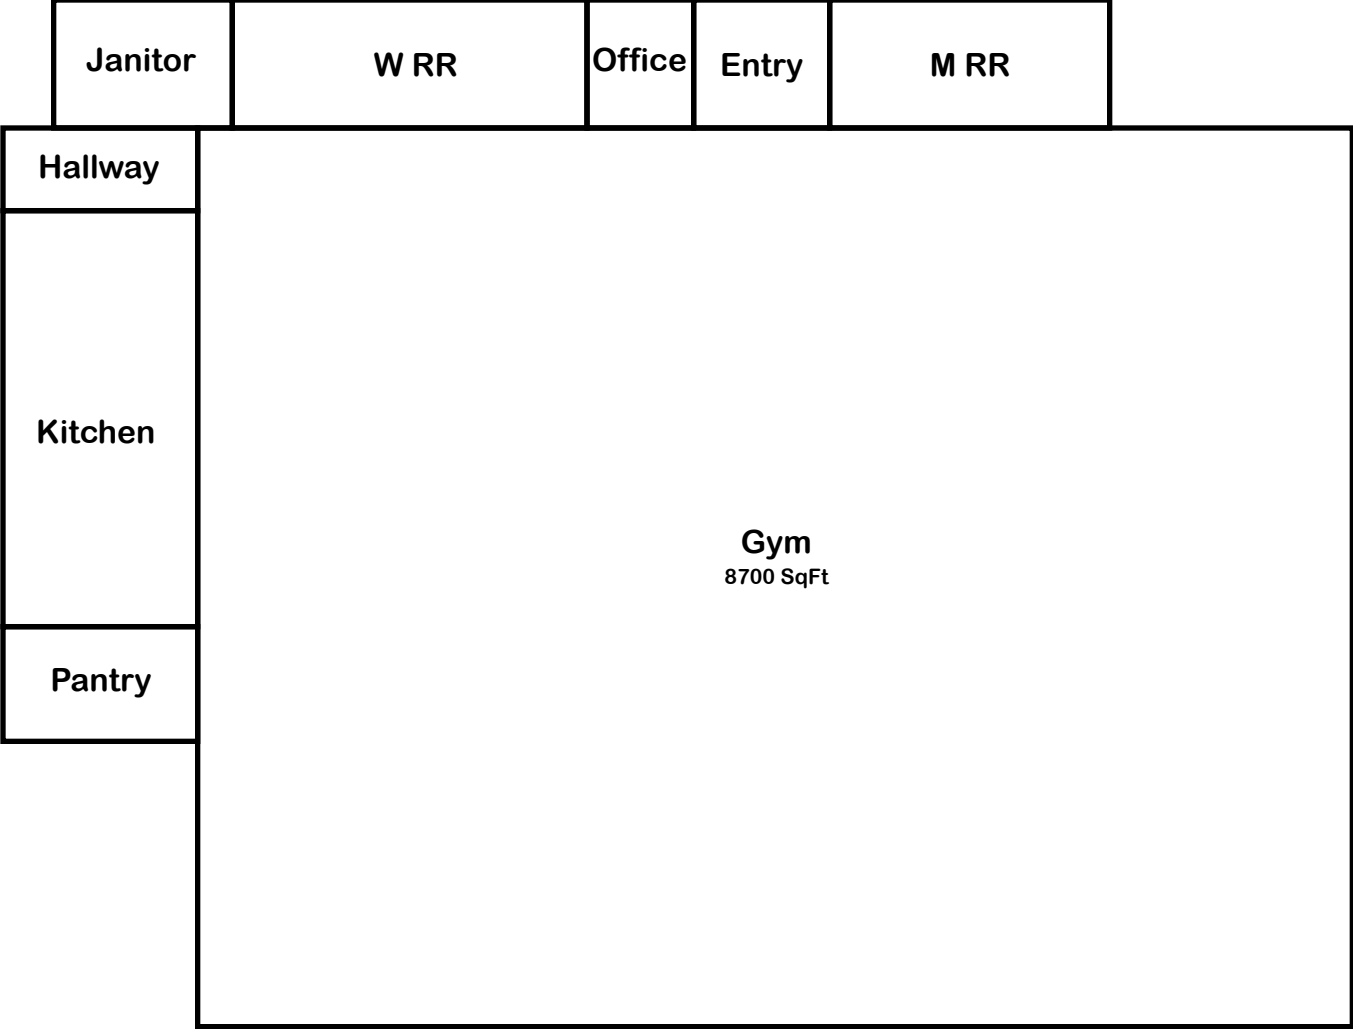 Janitor
W RR
Office
Entry
M RR
Hallway
Kitchen
Gym
8700 SqFt
Pantry